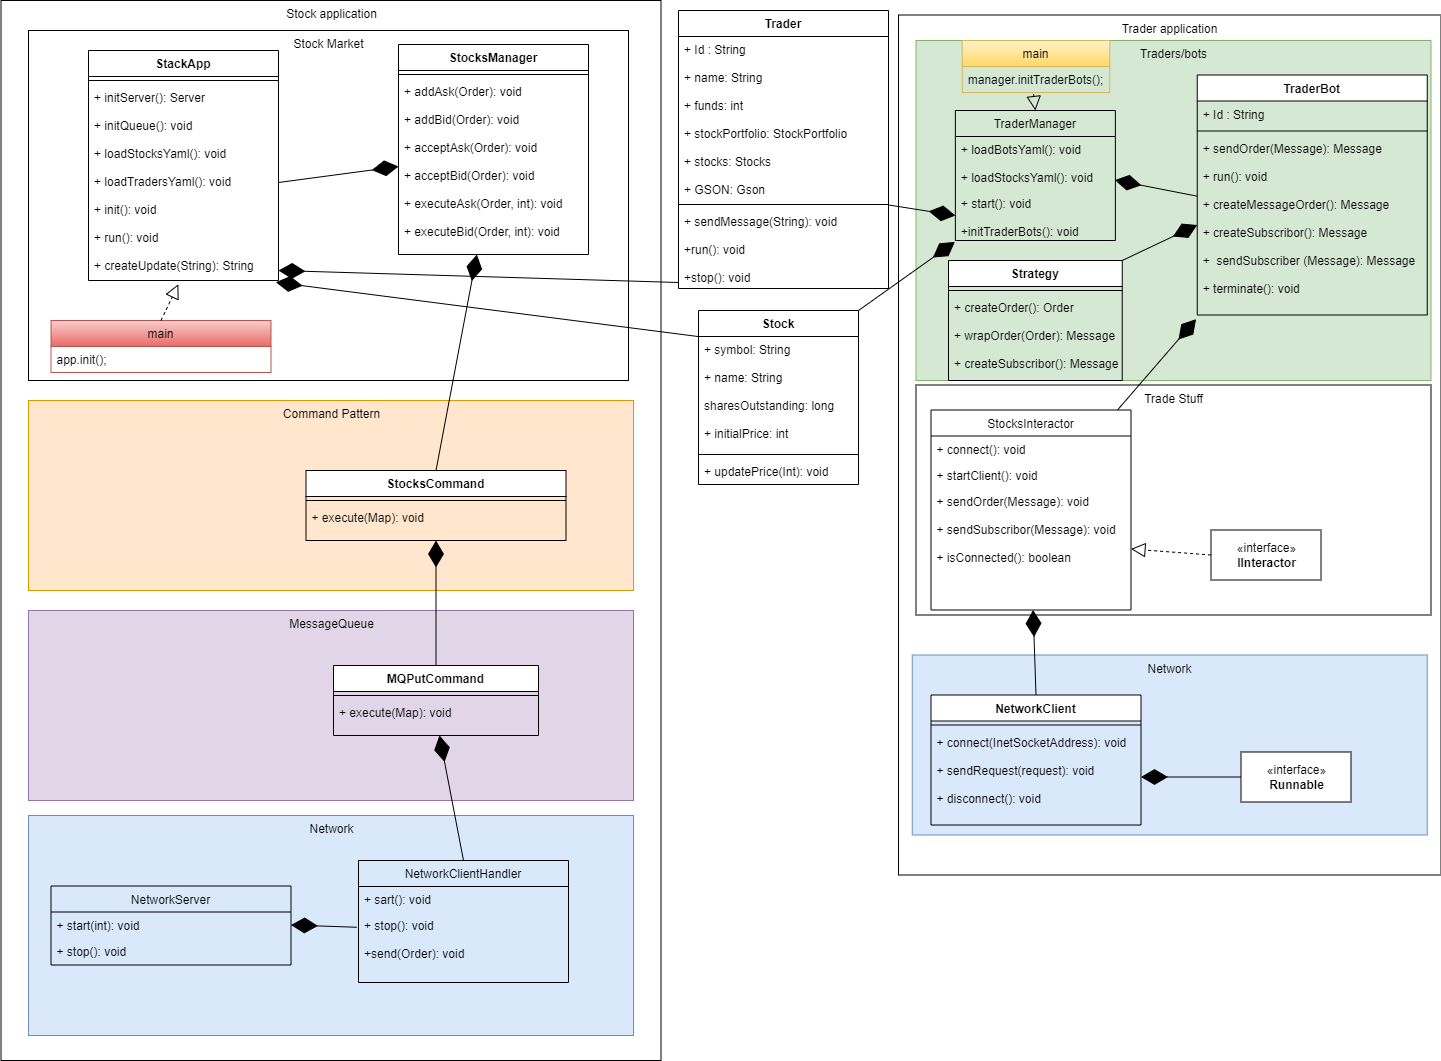 Stock application
Stock Market
StackApp
+ initServer(): Server
+ initQueue(): void
+ loadStocksYaml(): void
+ loadTradersYaml(): void
+ init(): void
+ run(): void
+ createUpdate(String): String
StocksManager
+ addAsk(Order): void
+ addBid(Order): void
+ acceptAsk(Order): void
+ acceptBid(Order): void
+ executeAsk(Order, int): void
+ executeBid(Order, int): void
main
app.init();
Command Pattern
StocksCommand
+ execute(Map): void
MessageQueue
MQPutCommand
+ execute(Map): void
Network
NetworkServer
+ start(int): void
+ stop(): void
NetworkClientHandler
+ sart(): void
+ stop(): void
+send(Order): void
Trader
+ Id : String
+ name: String
+ funds: int
+ stockPortfolio: StockPortfolio
+ stocks: Stocks
+ GSON: Gson
+ sendMessage(String): void
+run(): void
+stop(): void
Stock
+ symbol: String
+ name: String
sharesOutstanding: long
+ initialPrice: int
+ updatePrice(Int): void
Trader application
Traders/bots
main
manager.initTraderBots();
TraderManager
+ loadBotsYaml(): void
+ loadStocksYaml(): void
+ start(): void
+initTraderBots(): void
TraderBot
+ Id : String
+ sendOrder(Message): Message
+ run(): void
+ createMessageOrder(): Message
+ createSubscribor(): Message
+ sendSubscriber (Message): Message
+ terminate(): void
Strategy
+ createOrder(): Order
+ wrapOrder(Order): Message
+ createSubscribor(): Message
Trade Stuff
StocksInteractor
+ connect(): void
+ startClient(): void
+ sendOrder(Message): void
+ sendSubscribor(Message): void
+ isConnected(): boolean
«interface»
IInteractor
Network
NetworkClient
+ connect(InetSocketAddress): void
+ sendRequest(request): void
+ disconnect(): void
«interface»
Runnable